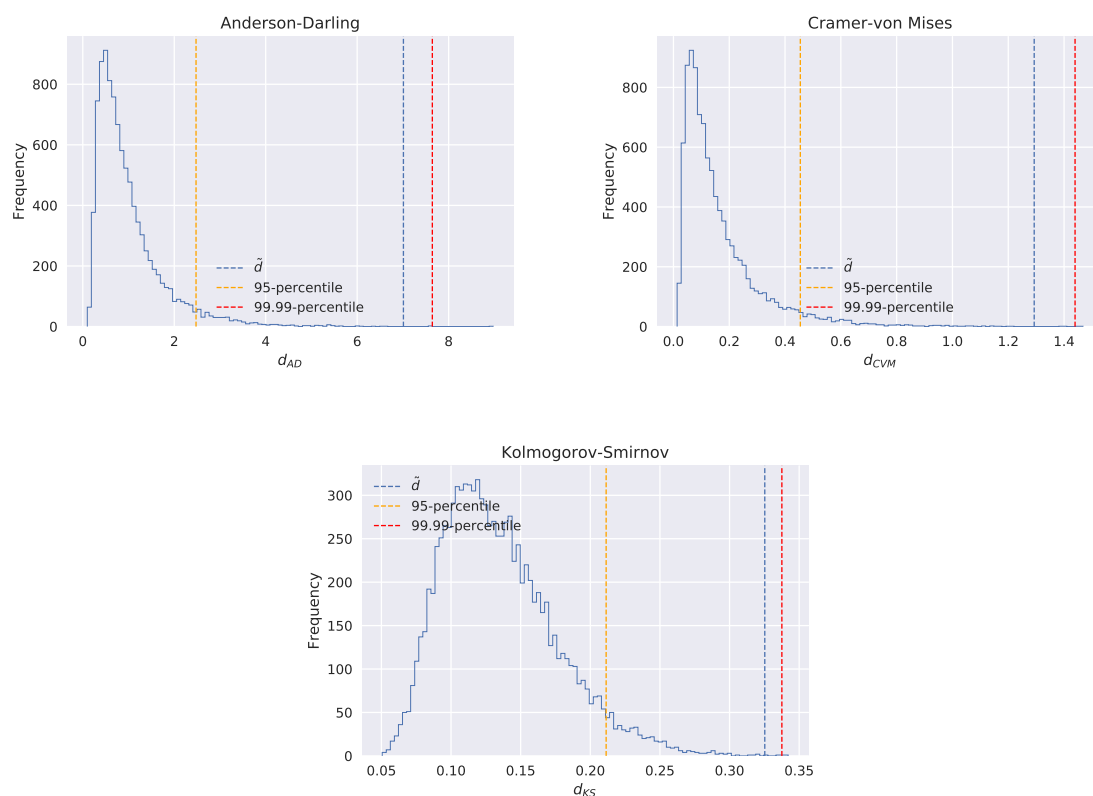 Anderson-Darling
Frequency
800
600
400
200
0
d̃
95-percentile
99.99-percentile
0 2 4 6 8
d_AD
Cramer-von Mises
Frequency
800
600
400
200
0
d̃
95-percentile
99.99-percentile
0.0 0.2 0.4 0.6 0.8 1.0 1.2 1.4
d_CVM
Kolmogorov-Smirnov
Frequency
300
250
200
150
100
50
0
d̃
95-percentile
99.99-percentile
0.05 0.10 0.15 0.20 0.25 0.30 0.35
d_KS